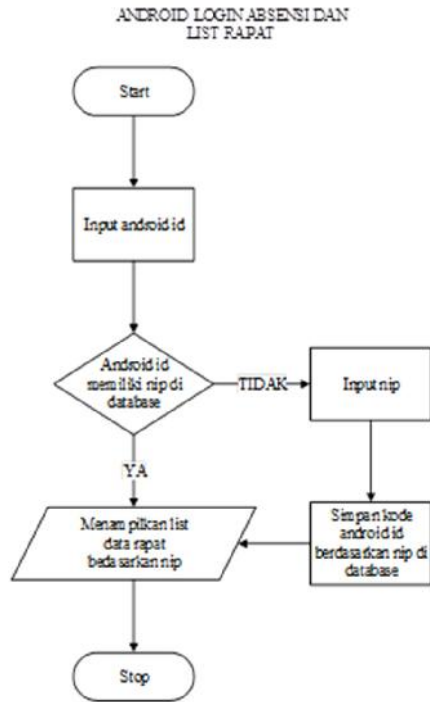 ANDROID LOGIN ABSENSI DAN
LIST RAPAT
Start
Input android id
Android id
memiliki nip di
database
TIDAK
Input nip
YA
Menampilkan list
data rapat
bedasarkan nip
Simpan kode
android id
berdasarkan nip di
database
Stop